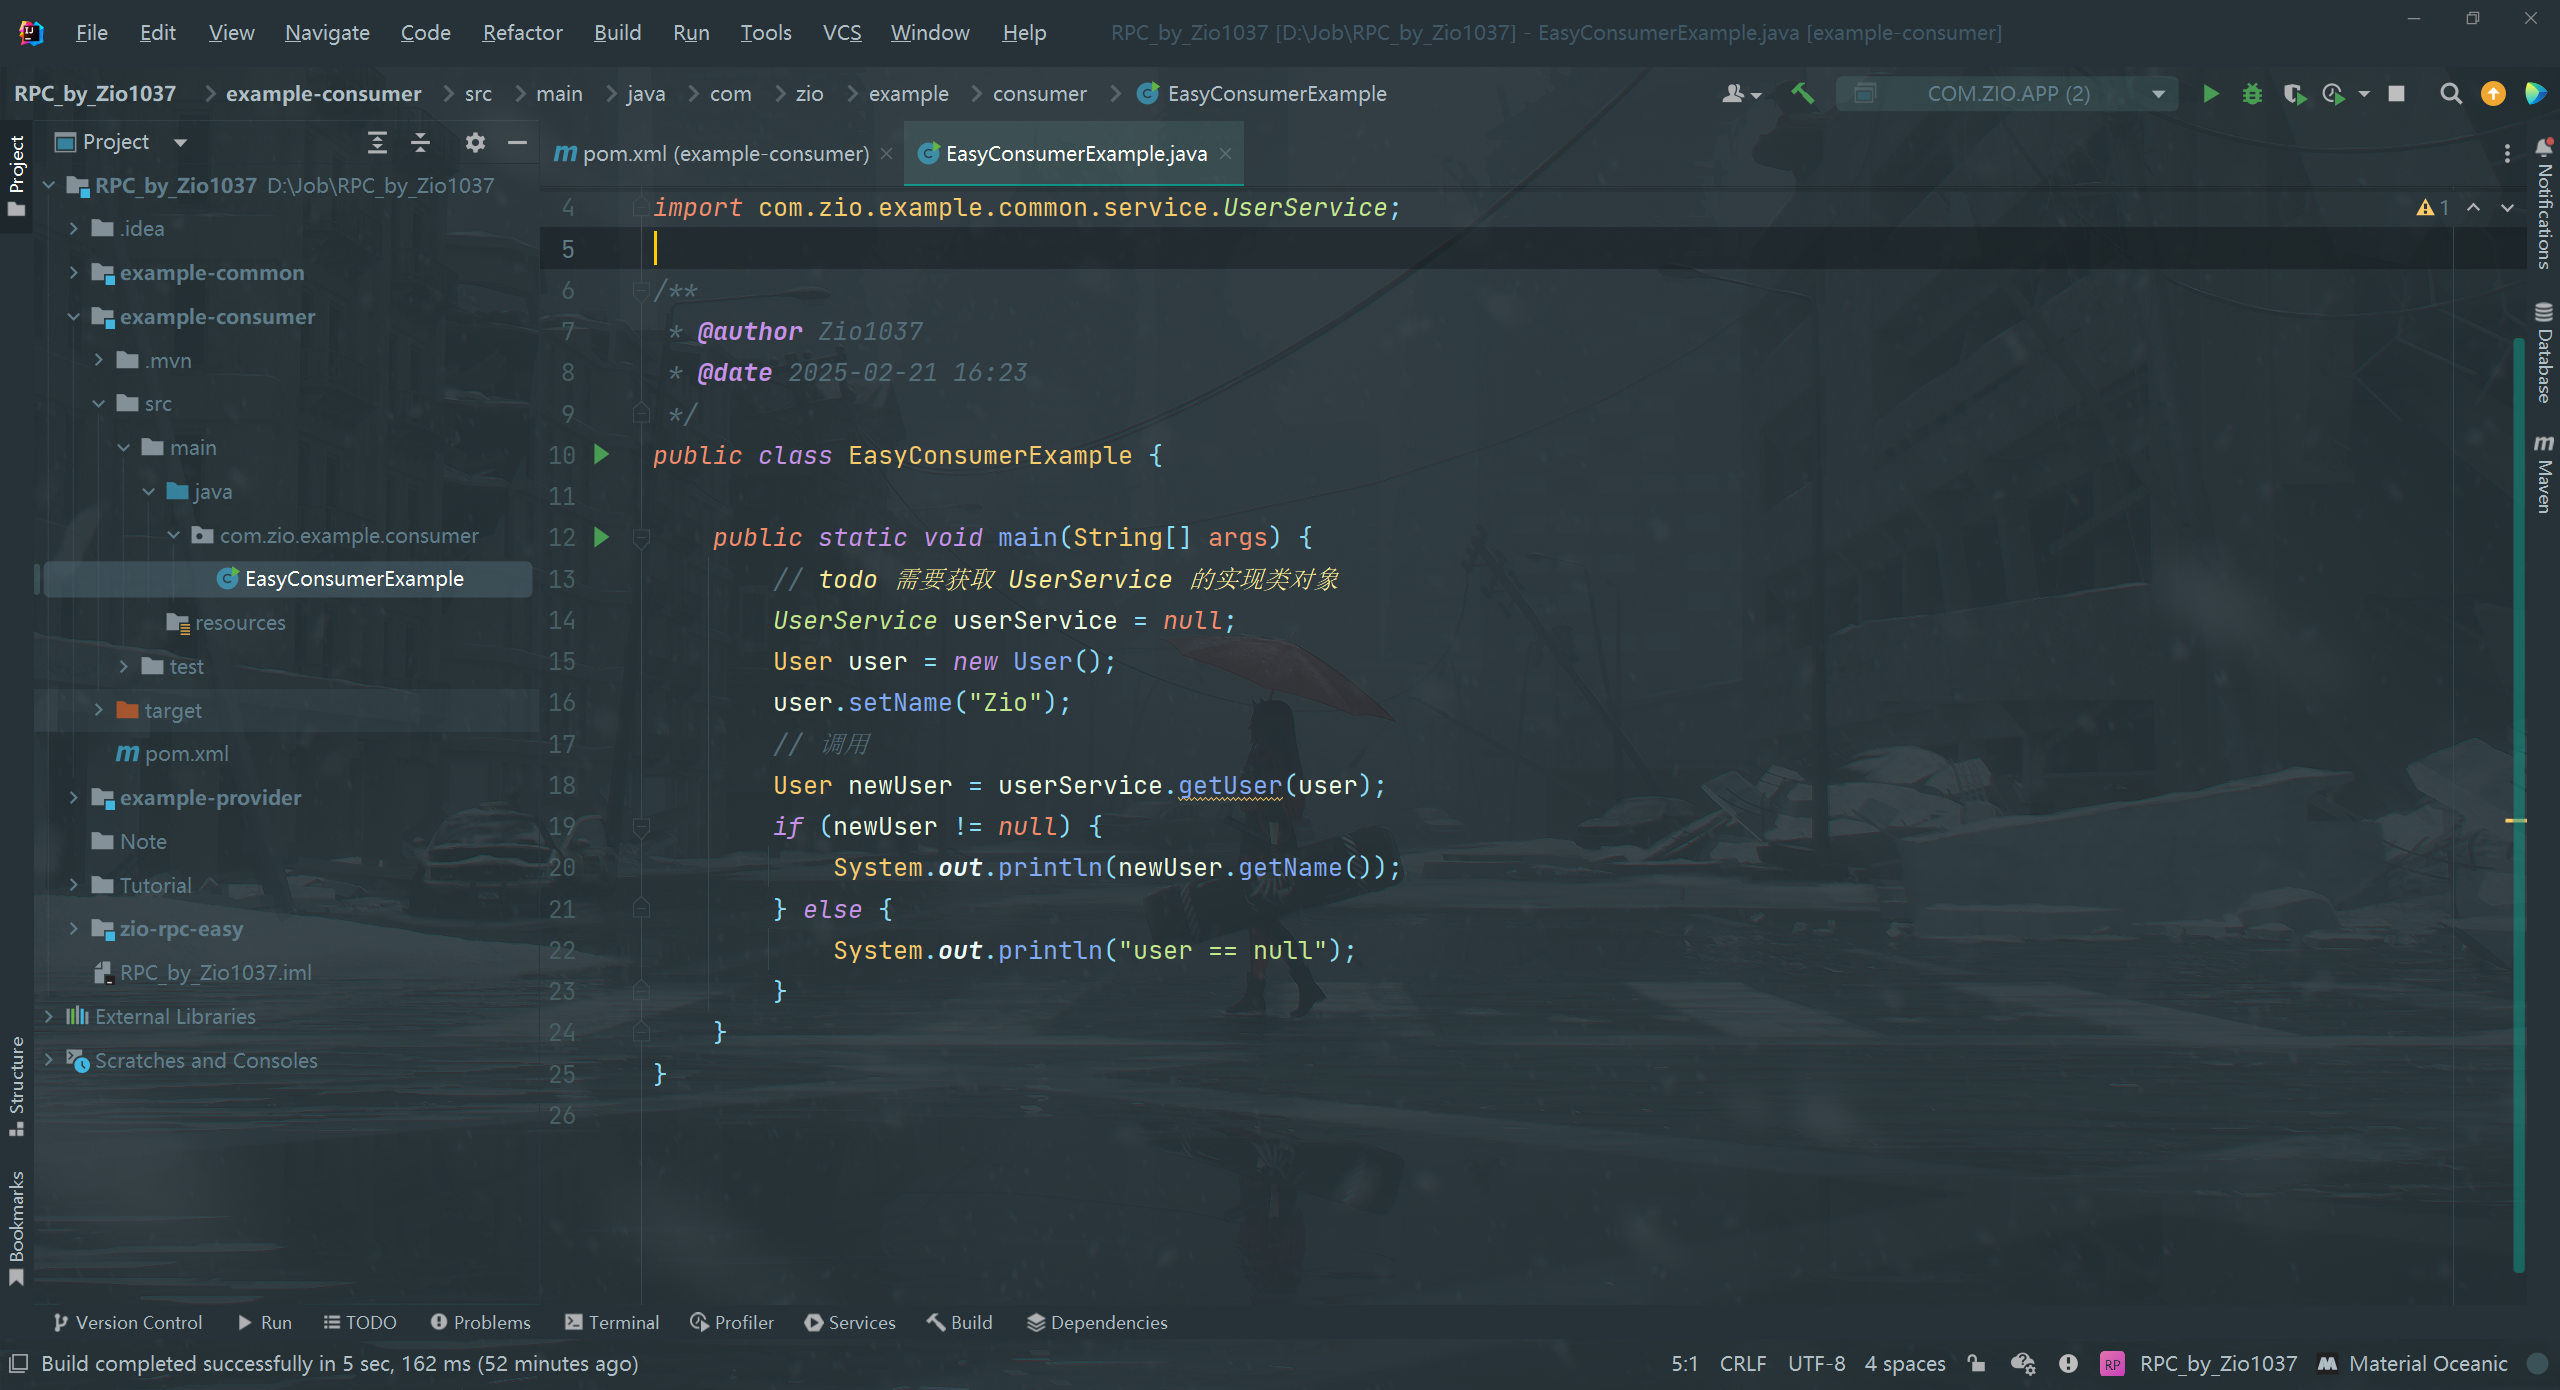 File Edit View Navigate Code Refactor Build Run Tools VCS Window Help RPC_by_Zio1037 [D:\Job\RPC_by_Zio1037] - EasyConsumerExample.java [example-consumer]
RPC_by_Zio1037 example-consumer src main java com zio example consumer EasyConsumerExample COM.ZIO.APP (2)
Project
Project
pom.xml (example-consumer)
EasyConsumerExample.java
RPC_by_Zio1037 D:\Job\RPC_by_Zio1037
.idea
example-common
example-consumer
.mvn
src
main
java
com.zio.example.consumer
EasyConsumerExample
resources
test
target
pom.xml
example-provider
Note
Tutorial
zio-rpc-easy
RPC_by_Zio1037.iml
External Libraries
Scratches and Consoles
Structure
Bookmarks
4 import com.zio.example.common.service.UserService;
5
6 /**
7 * @author Zio1037
8 * @date 2025-02-21 16:23
9 */
10 public class EasyConsumerExample {
11
12 public static void main(String[] args) {
13 // todo 需要获取 UserService 的实现类对象
14 UserService userService = null;
15 User user = new User();
16 user.setName("Zio");
17 // 调用
18 User newUser = userService.getUser(user);
19 if (newUser != null) {
20 System.out.println(newUser.getName());
21 } else {
22 System.out.println("user == null");
23 }
24 }
25 }
26
1
Notifications
Database
Maven
Version Control Run TODO Problems Terminal Profiler Services Build Dependencies
Build completed successfully in 5 sec, 162 ms (52 minutes ago) 5:1 CRLF UTF-8 4 spaces RP RPC_by_Zio1037 Material Oceanic